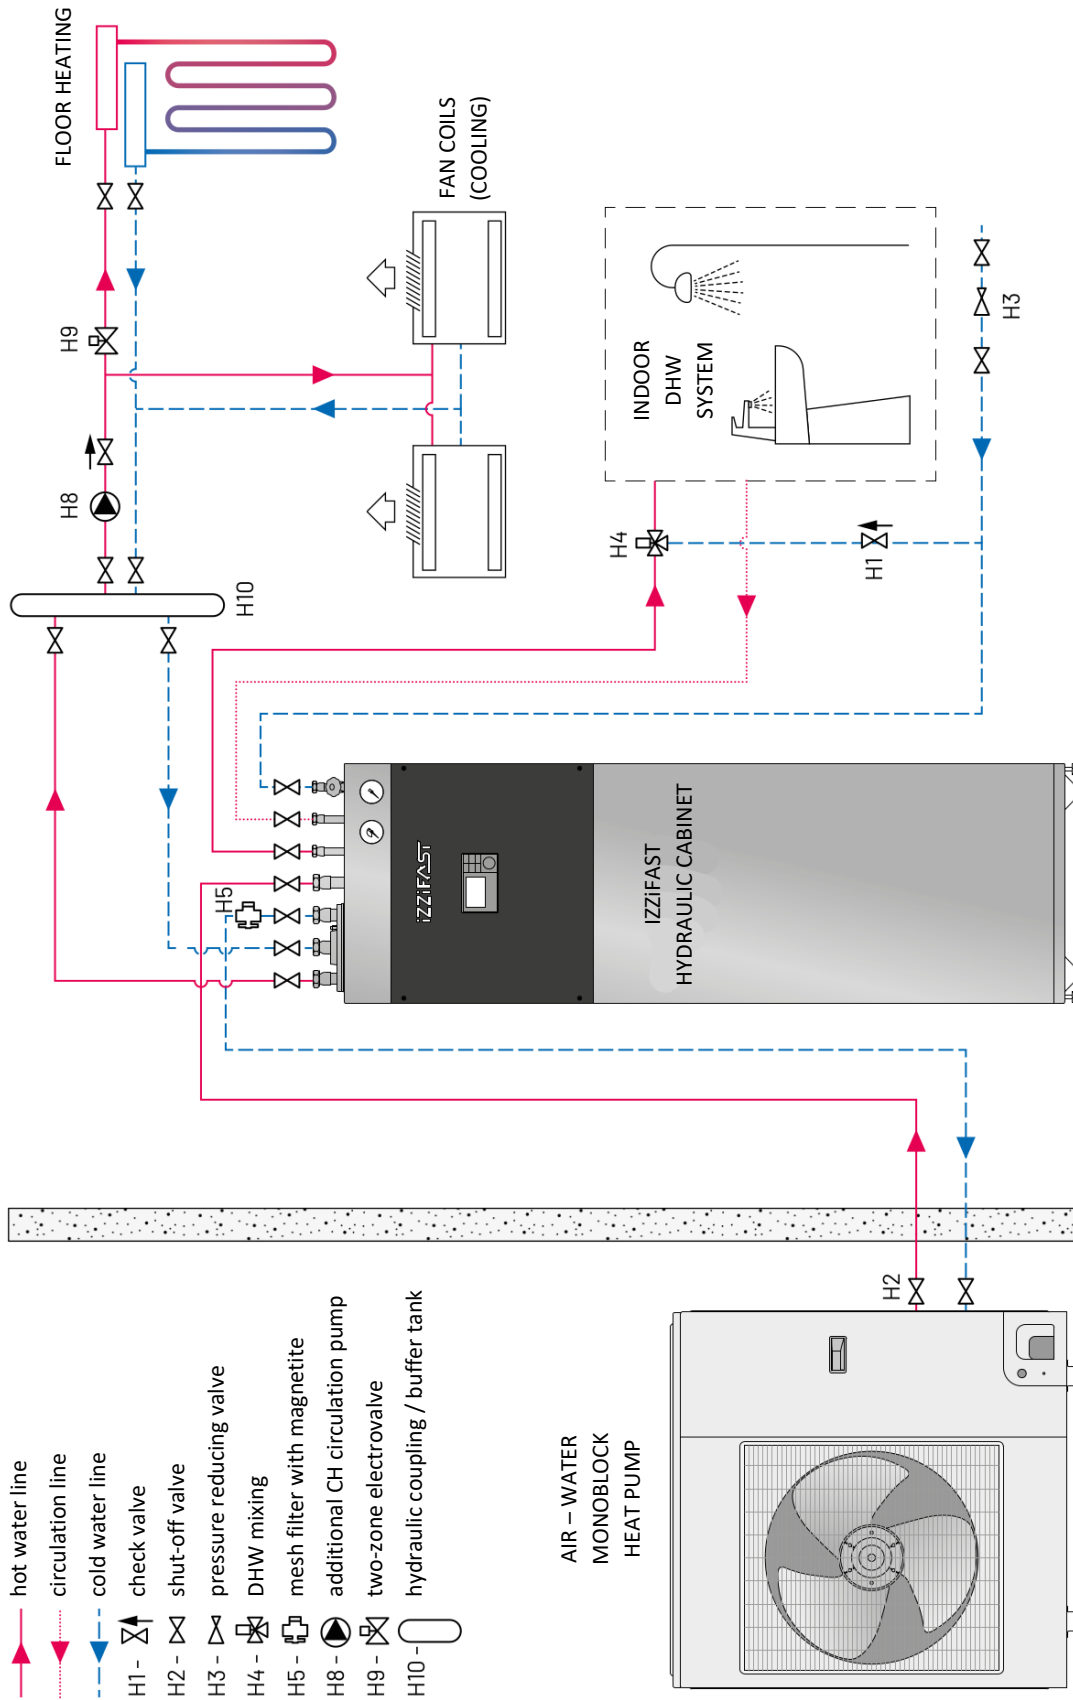 hot water line
circulation line
cold water line
H1 - check valve
H2 - shut-off valve
H3 - pressure reducing valve
H4 - DHW mixing
H5 - mesh filter with magnetite
H8 - additional CH circulation pump
H9 - two-zone electrovalve
H10 - hydraulic coupling / buffer tank
AIR – WATER
MONOBLOCK
HEAT PUMP
H2
H5
iZZiFAST
IZZiFAST
HYDRAULIC CABINET
H10
H8
H9
FLOOR HEATING
FAN COILS
(COOLING)
H4
H1
INDOOR
DHW
SYSTEM
H3